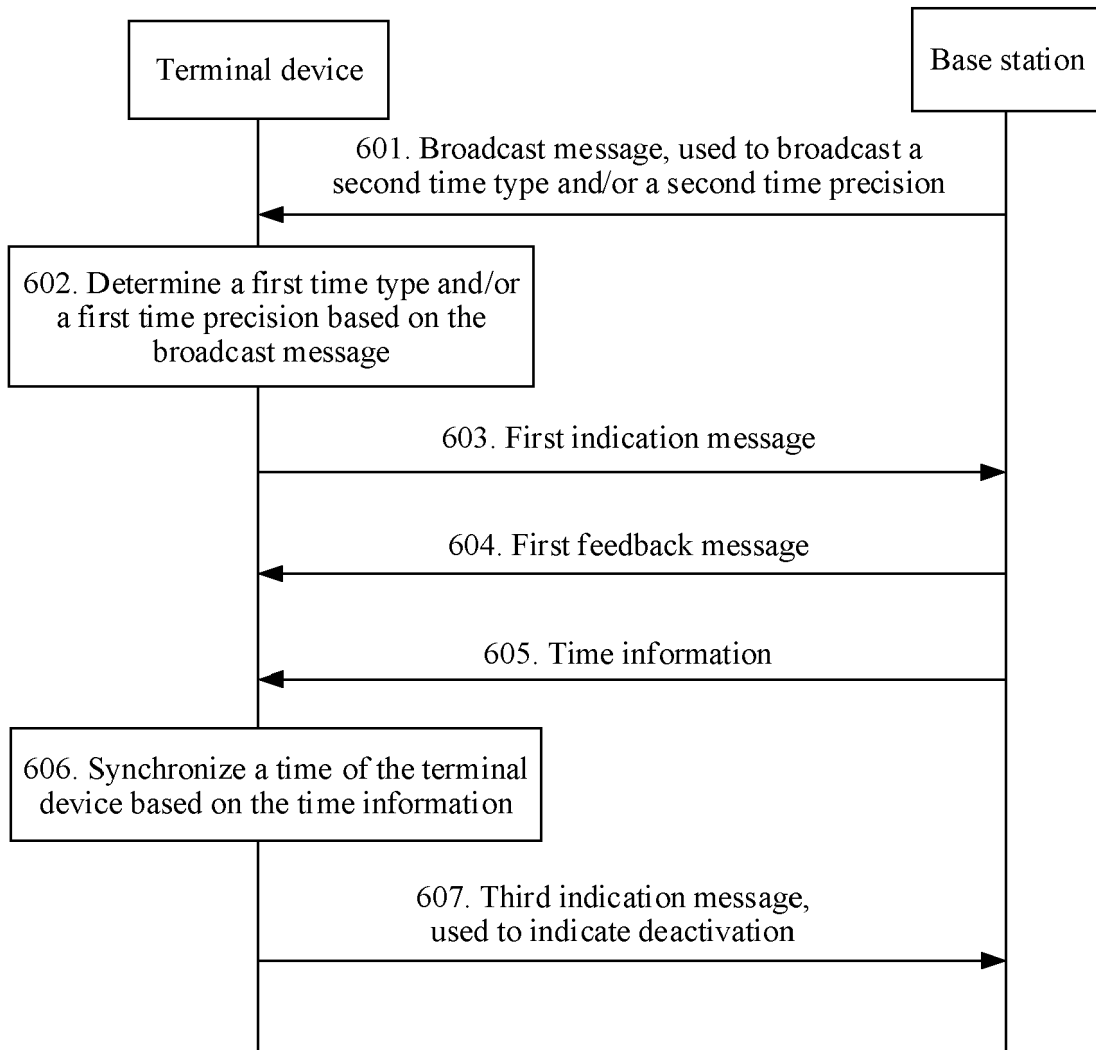 Terminal device
Base station
601. Broadcast message, used to broadcast a
second time type and/or a second time precision
602. Determine a first time type and/or
a first time precision based on the
broadcast message
603. First indication message
604. First feedback message
605. Time information
606. Synchronize a time of the terminal
device based on the time information
607. Third indication message,
used to indicate deactivation